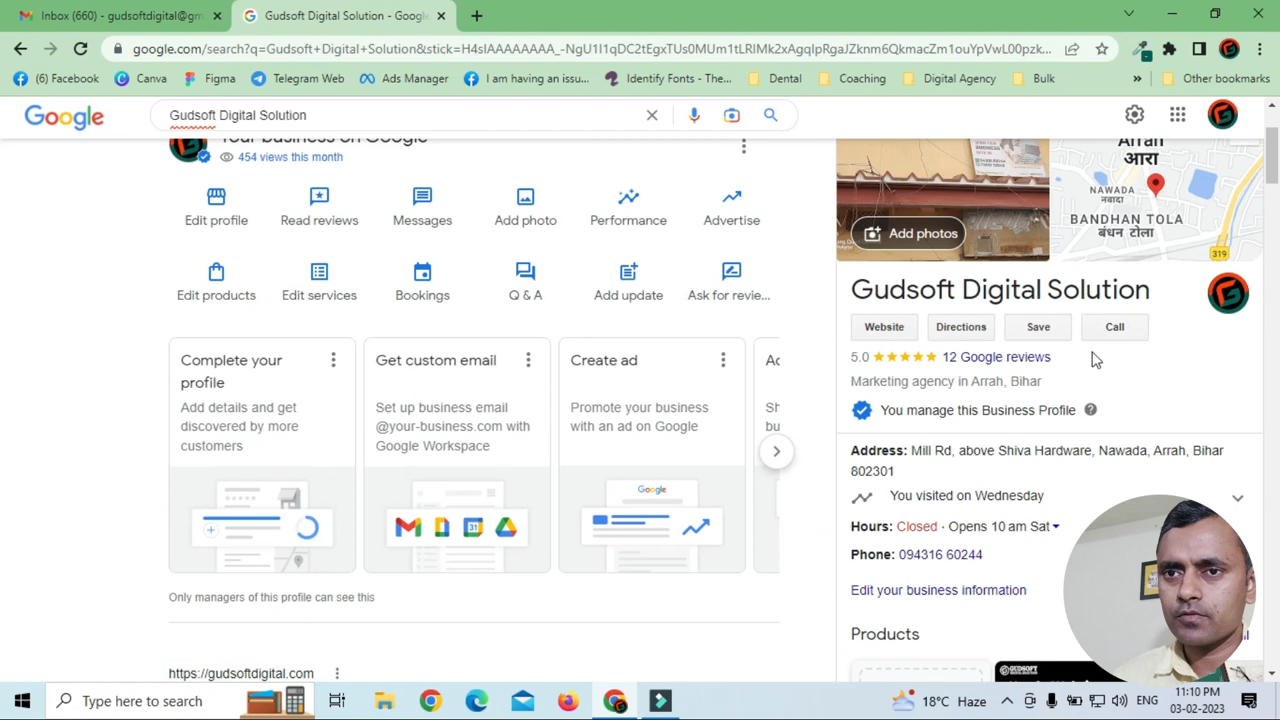 Inbox (660) - gudsoftdigital@gm
Gudsoft Digital Solution - Google
google.com/search?q=Gudsoft+Digital+Solution&stick=H4sIAAAAAAAA_-NgU1I1qDC2tEgxTUs0MUm1tLRIMk2xAgqlpRgaJZknm6Qkmac Zm1ouYpVwL00pzk...
(6) Facebook
Canva
Figma
Telegram Web
Ads Manager
I am having an issu...
Identify Fonts - The...
Dental
Coaching
Digital Agency
Bulk
»
Other bookmarks
Google
Gudsoft Digital Solution
Your business on Google
454 views this month
Edit profile
Read reviews
Messages
Add photo
Performance
Advertise
Edit products
Edit services
Bookings
Q & A
Add update
Ask for revie...
Complete your
profile
Add details and get
discovered by more
customers
Get custom email
Set up business email
@your-business.com with
Google Workspace
Create ad
Promote your business
with an ad on Google
Google
Only managers of this profile can see this
https://gudsoftdigital.com
Add photos
Arrah
आरा
NAWADA
नवादा
BANDHAN TOLA
बंधन टोला
319
Gudsoft Digital Solution
Website
Directions
Save
Call
5.0
12 Google reviews
Marketing agency in Arrah, Bihar
You manage this Business Profile
Address: Mill Rd, above Shiva Hardware, Nawada, Arrah, Bihar
802301
You visited on Wednesday
Hours: Closed · Opens 10 am Sat
Phone: 094316 60244
Edit your business information
Products
GUDSOFT
Type here to search
18°C Haze
ENG
11:10 PM
03-02-2023